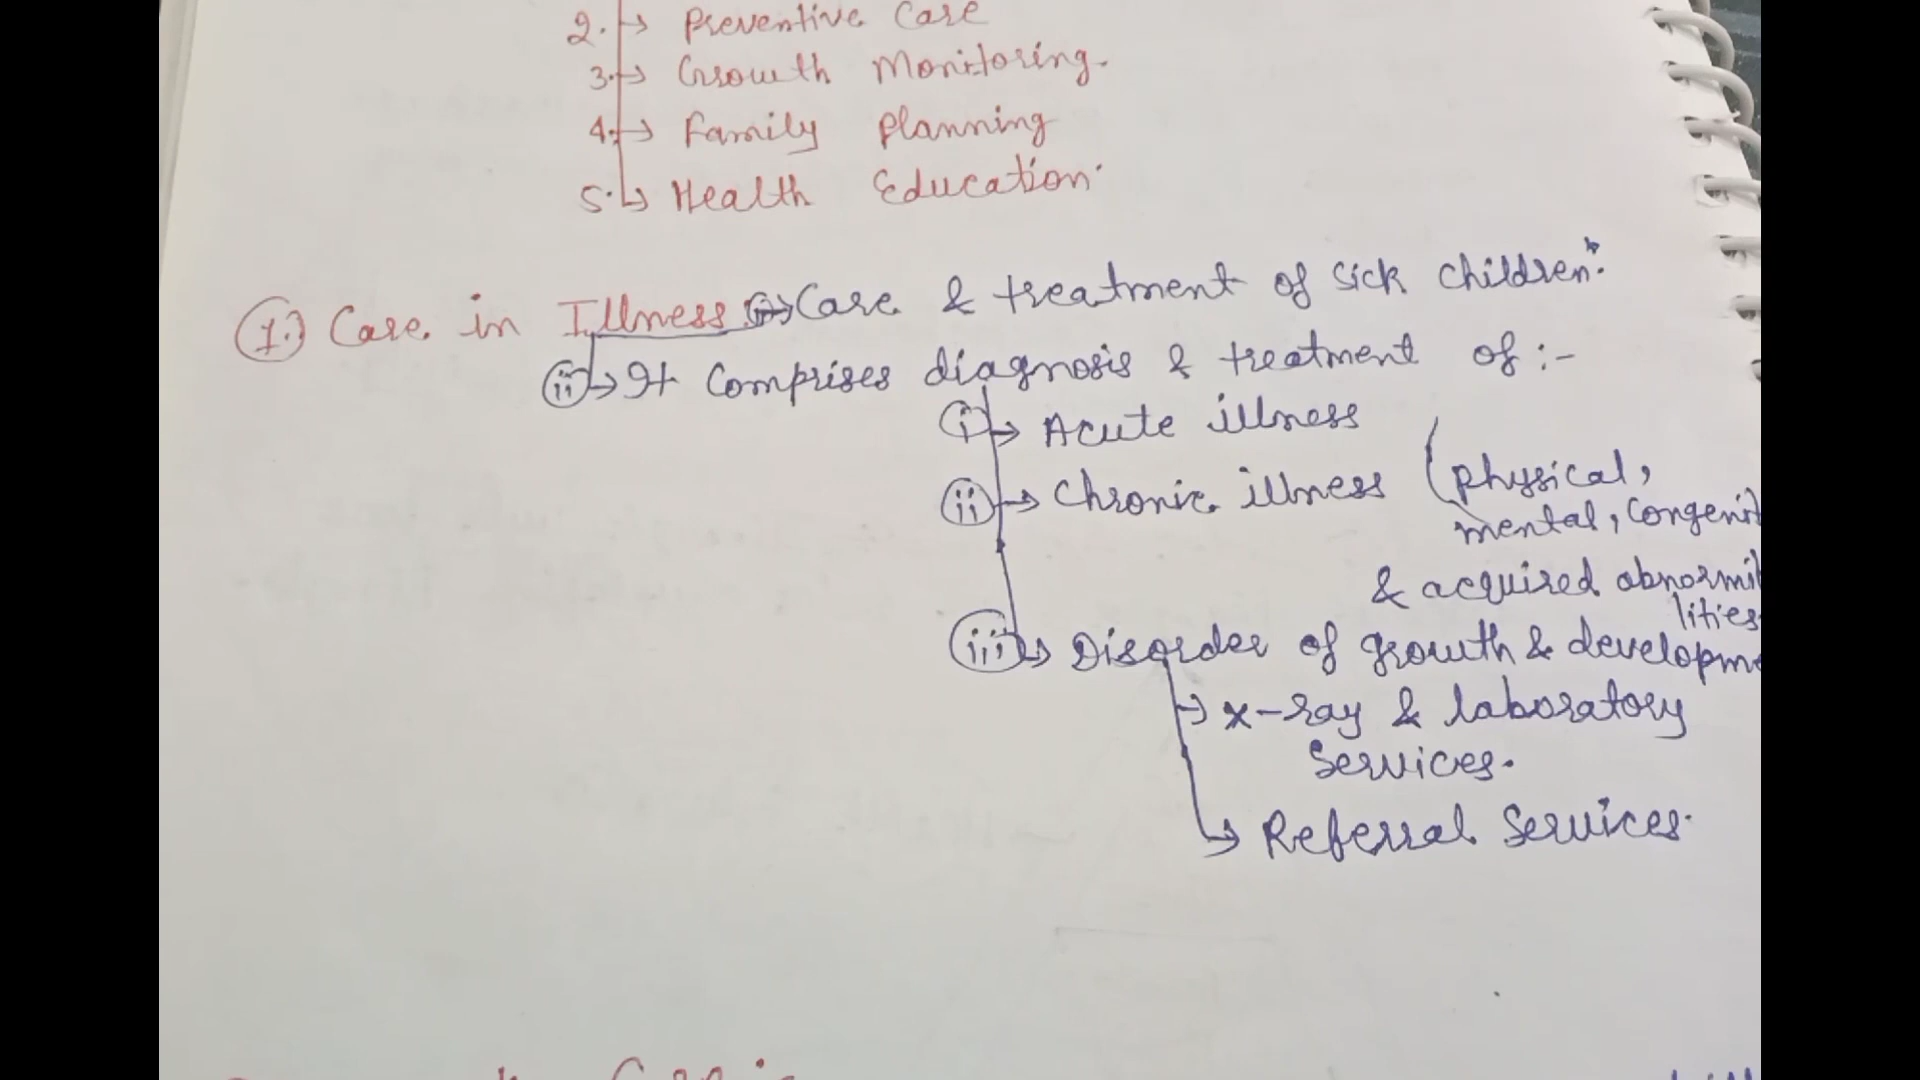 2. → Preventive Care
3. → Growth Monitoring.
4. → Family Planning
5. → Health Education.
1.) Care in Illness :- i → Care & treatment of sick children.
ii → It Comprises diagnosis & treatment of :-
i → Acute illness
ii → Chronic illness (physical,
mental, Congenit
& acquired abnormi
lities
iii → Disorder of growth & developme
→ x-ray & laboratory
Services.
→ Referral Services.